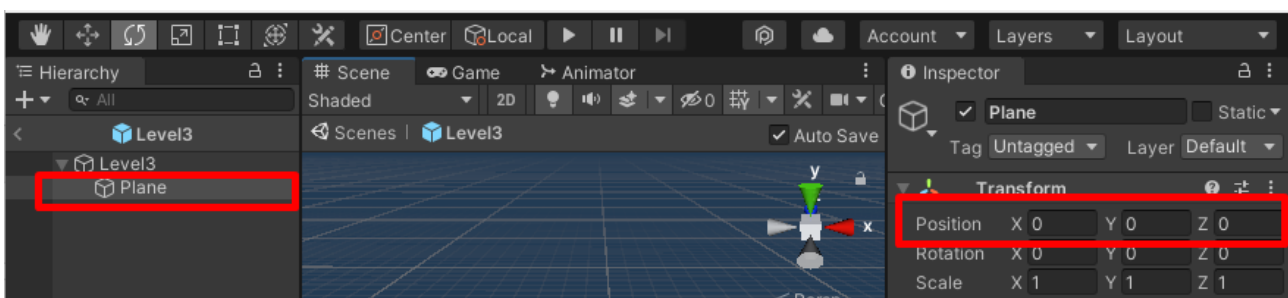 Center Local Account Layers Layout
Hierarchy
All
Level3
Level3
Plane
Scene Game Animator
Shaded 2D 0
Scenes | Level3 Auto Save
y
x
Inspector
Plane Static
Tag Untagged Layer Default
Transform
Position X 0 Y 0 Z 0
Rotation X 0 Y 0 Z 0
Scale X 1 Y 1 Z 1